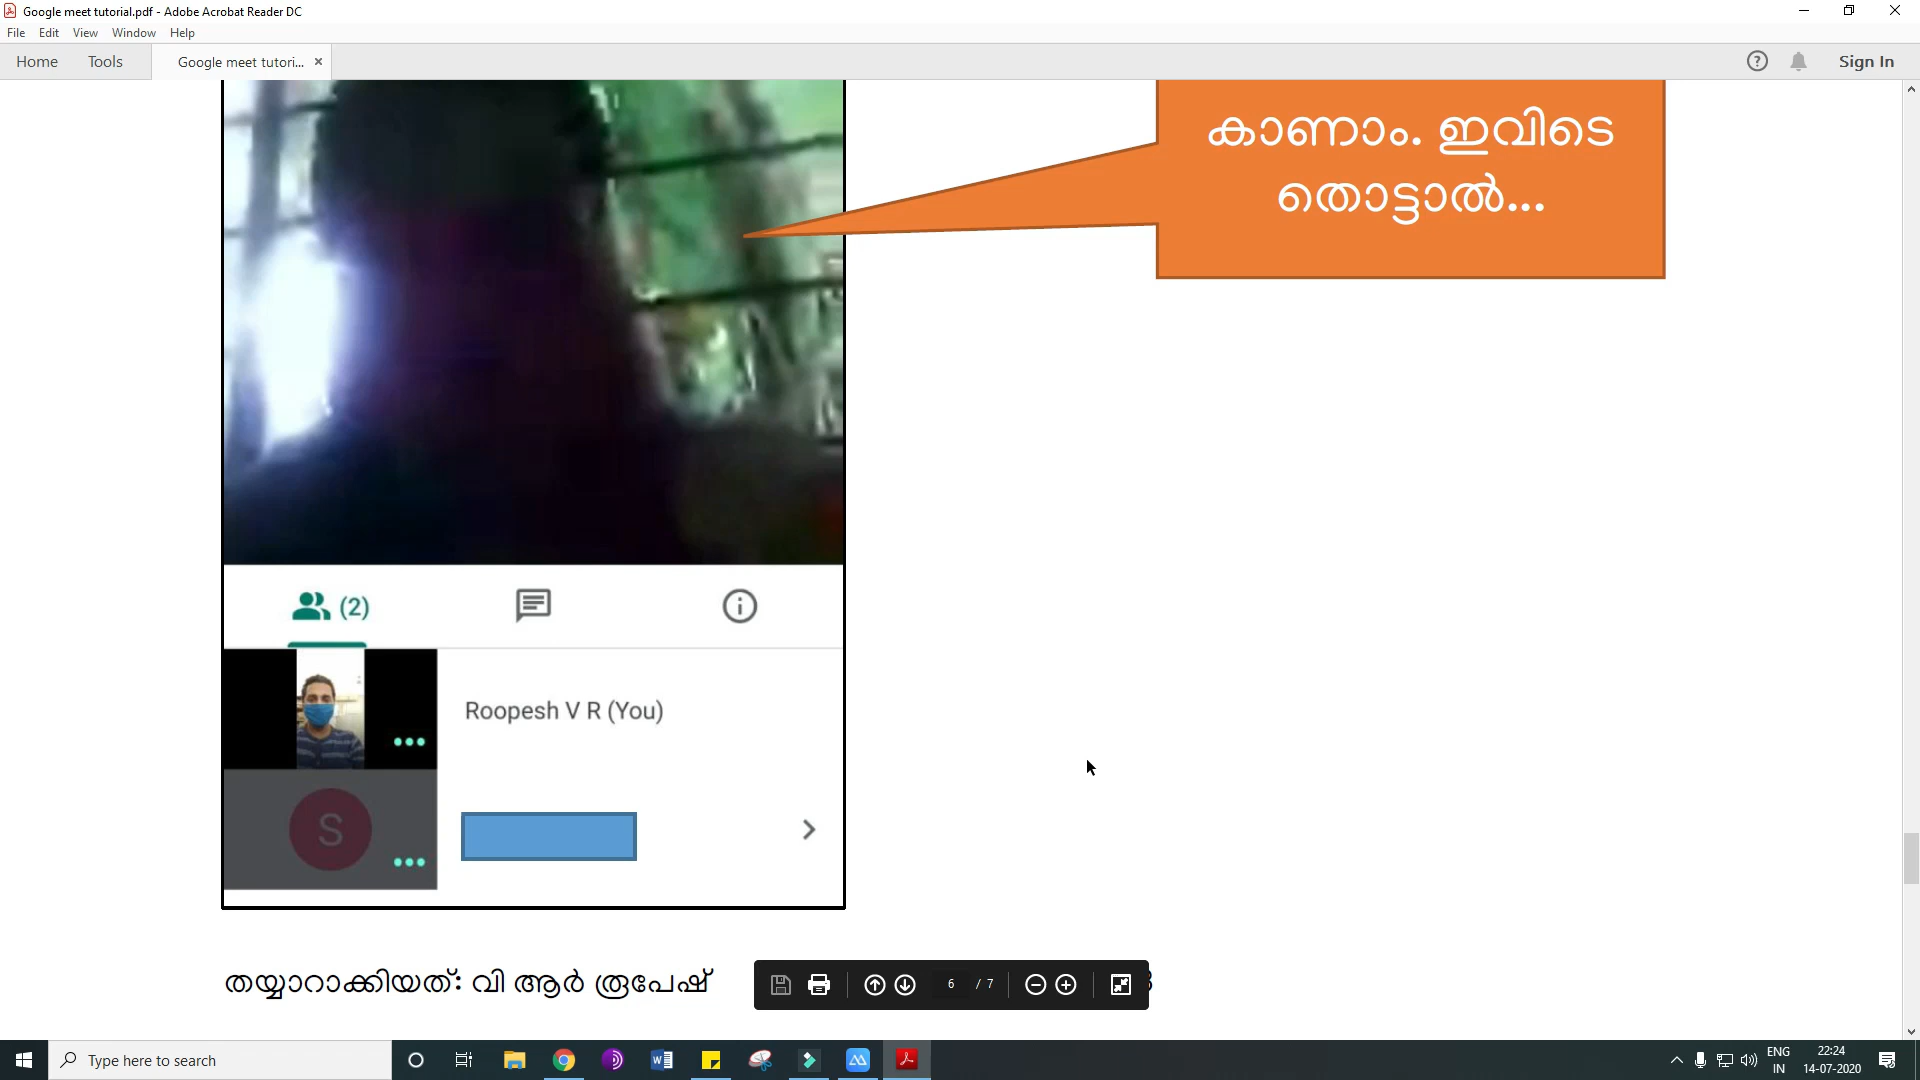 Google meet tutorial.pdf - Adobe Acrobat Reader DC
File Edit View Window Help
Home Tools Google meet tutori... Sign In
കാണാം. ഇവിടെ
തൊട്ടാൽ...
(2)
Roopesh V R (You)
S
തയ്യാറാക്കിയത്: വി ആർ രൂപേഷ്
6 / 7
Type here to search
ENG
IN
22:24
14-07-2020